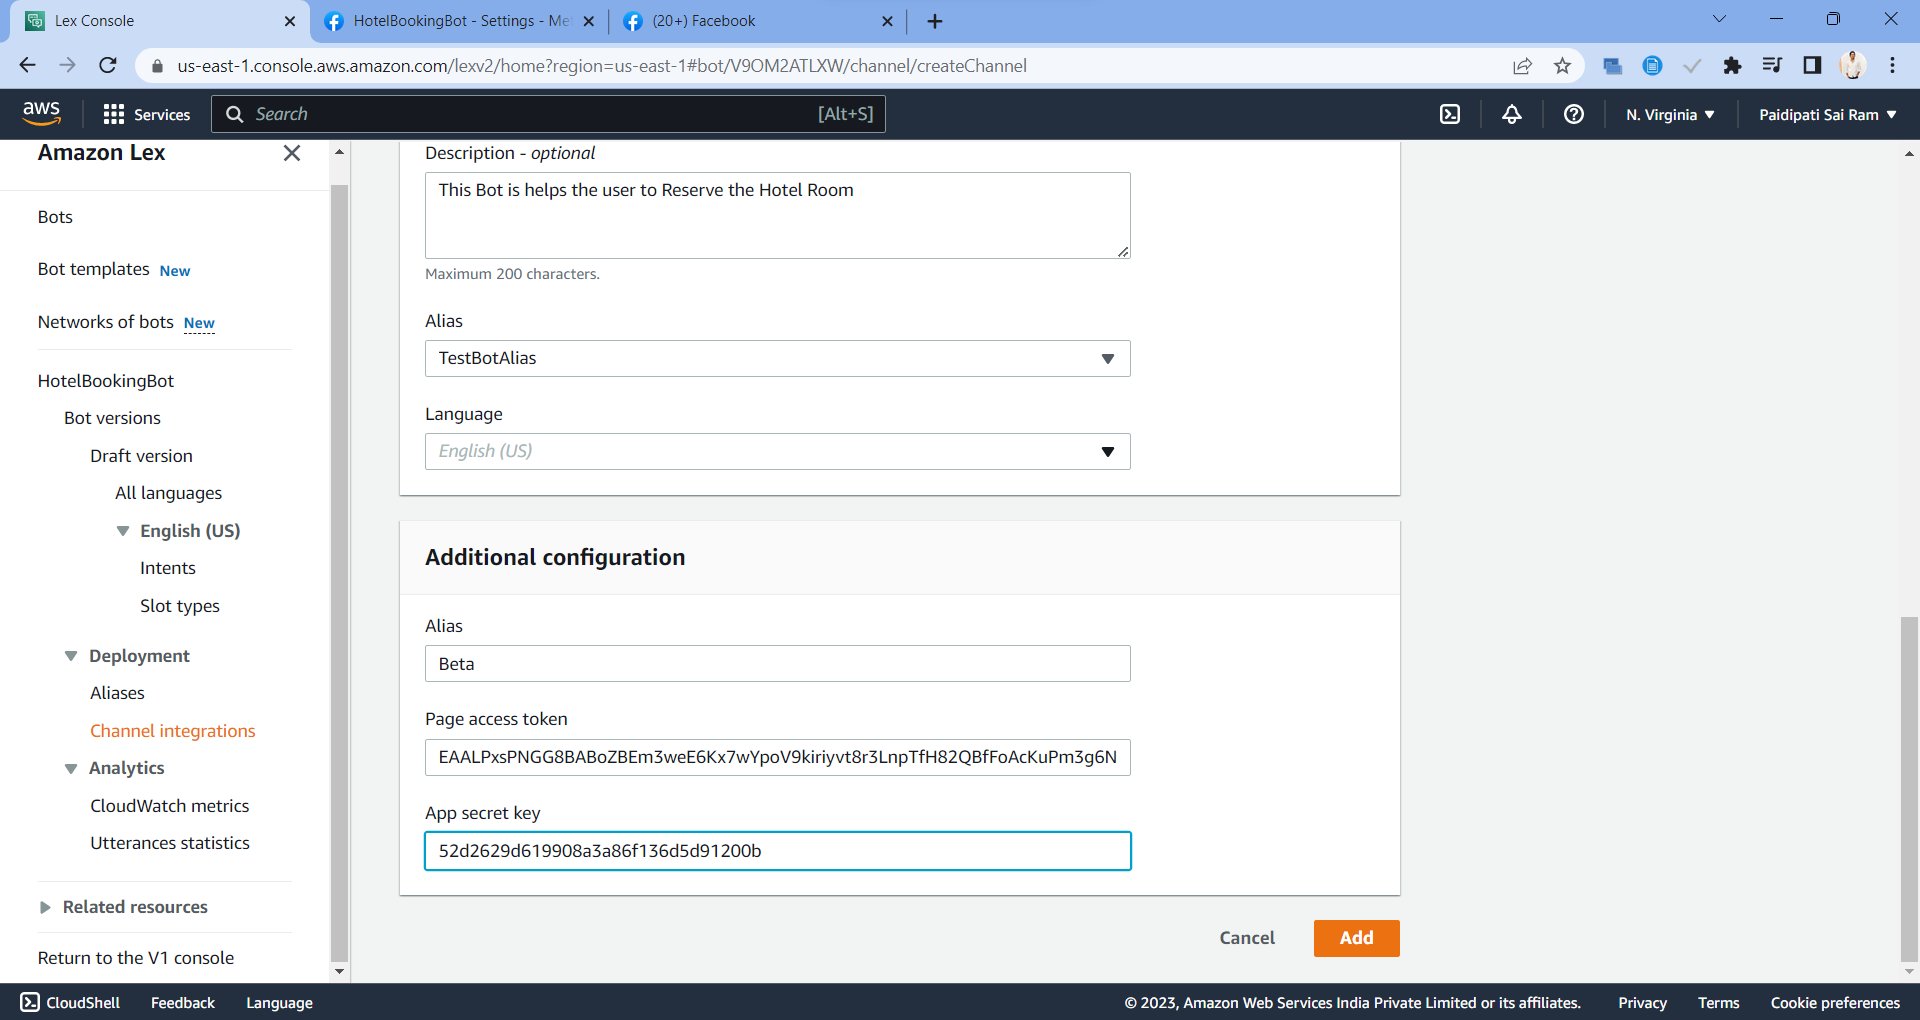 Lex Console
HotelBookingBot - Settings - Me
(20+) Facebook
us-east-1.console.aws.amazon.com/lexv2/home?region=us-east-1#bot/V9OM2ATLXW/channel/createChannel
aws
Services
Search
[Alt+S]
N. Virginia
Paidipati Sai Ram
Amazon Lex
Bots
Bot templates New
Networks of bots New
HotelBookingBot
Bot versions
Draft version
All languages
English (US)
Intents
Slot types
Deployment
Aliases
Channel integrations
Analytics
CloudWatch metrics
Utterances statistics
Related resources
Return to the V1 console
Description - optional
This Bot is helps the user to Reserve the Hotel Room
Maximum 200 characters.
Alias
TestBotAlias
Language
English (US)
Additional configuration
Alias
Beta
Page access token
EAALPxsPNGG8BABoZBEm3weE6Kx7wYpoV9kiriyvt8r3LnpTfH82QBfFoAcKuPm3g6N
App secret key
52d2629d619908a3a86f136d5d91200b
Cancel
Add
CloudShell
Feedback
Language
© 2023, Amazon Web Services India Private Limited or its affiliates.
Privacy
Terms
Cookie preferences